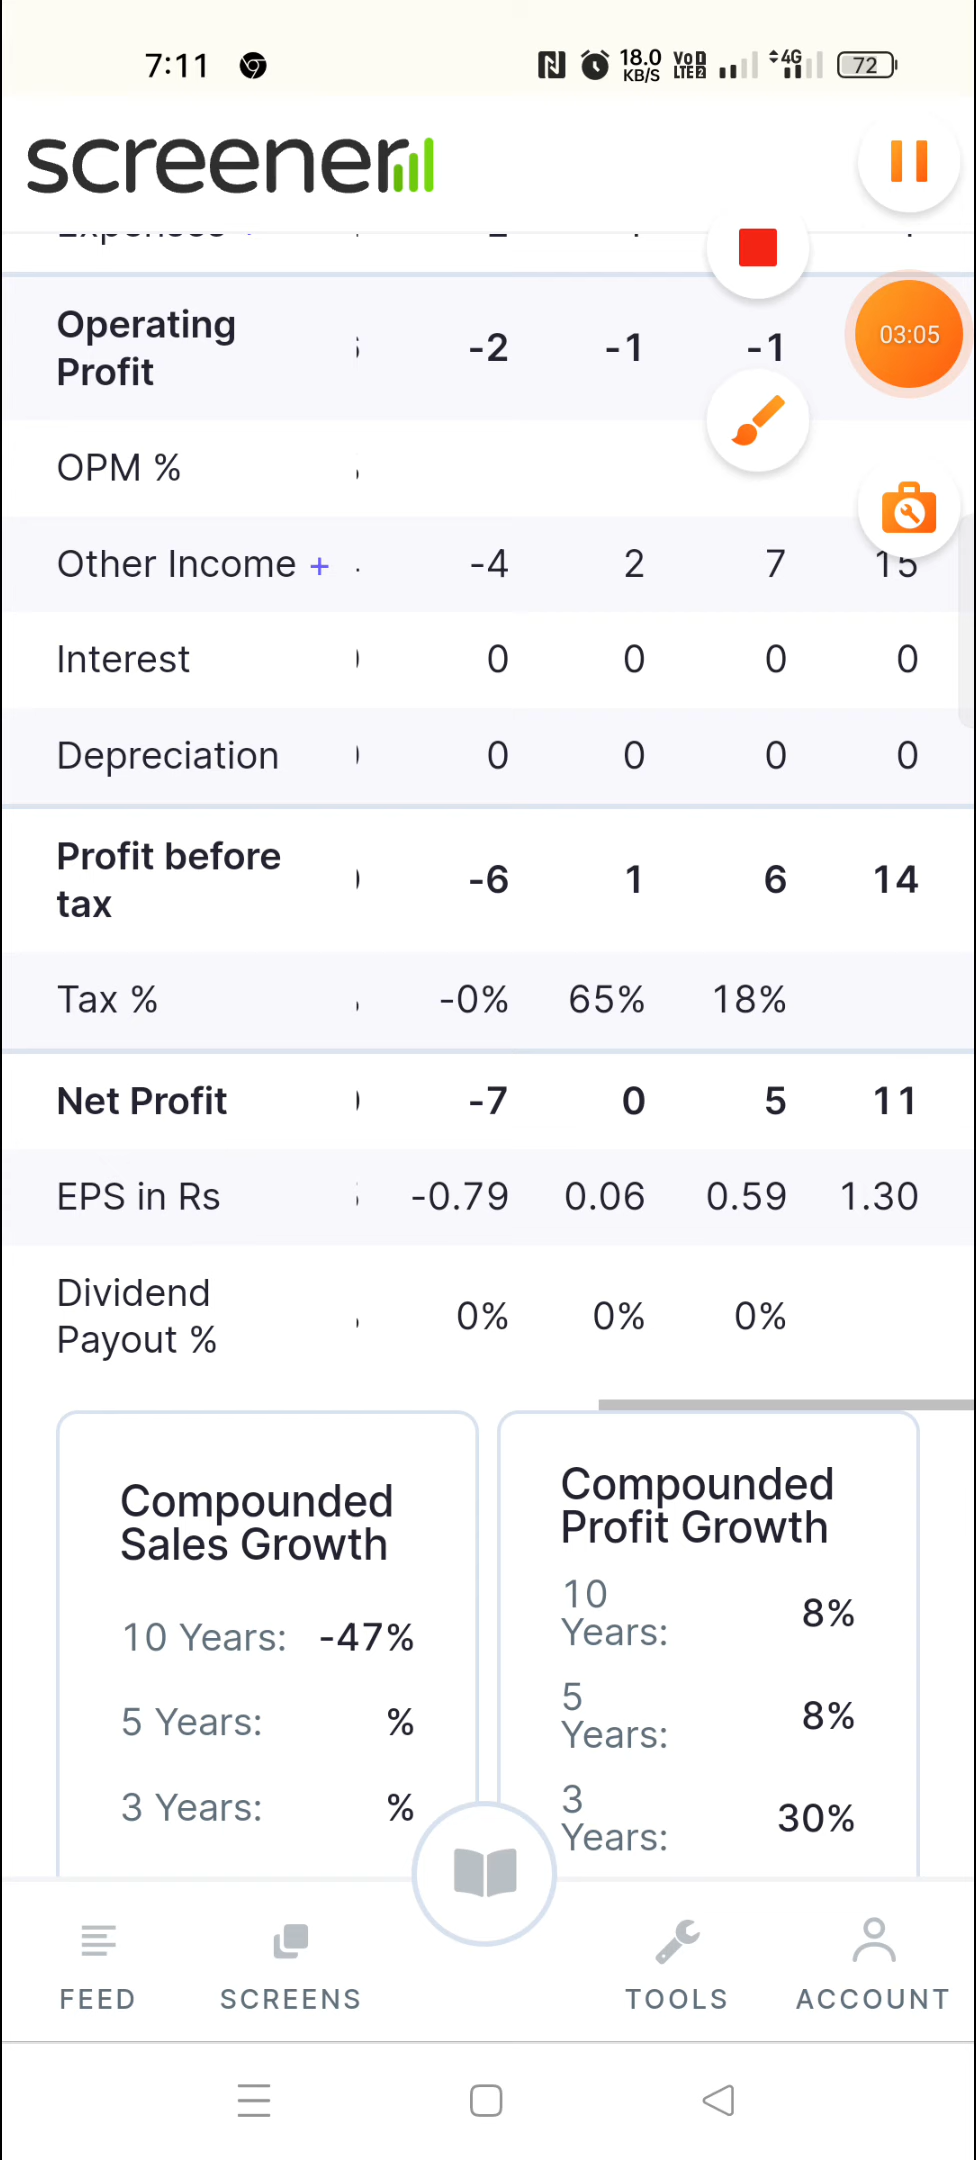 7:11 18.0 KB/S VoD LTE2 4G 72
screener
Operating Profit -2 -1 -1
03:05
OPM %
Other Income + -4 2 7 15
Interest 0 0 0 0
Depreciation 0 0 0 0
Profit before tax -6 1 6 14
Tax % -0% 65% 18%
Net Profit -7 0 5 11
EPS in Rs -0.79 0.06 0.59 1.30
Dividend Payout % 0% 0% 0%
Compounded Sales Growth
10 Years: -47%
5 Years: %
3 Years: %
Compounded Profit Growth
10 Years: 8%
5 Years: 8%
3 Years: 30%
FEED SCREENS TOOLS ACCOUNT